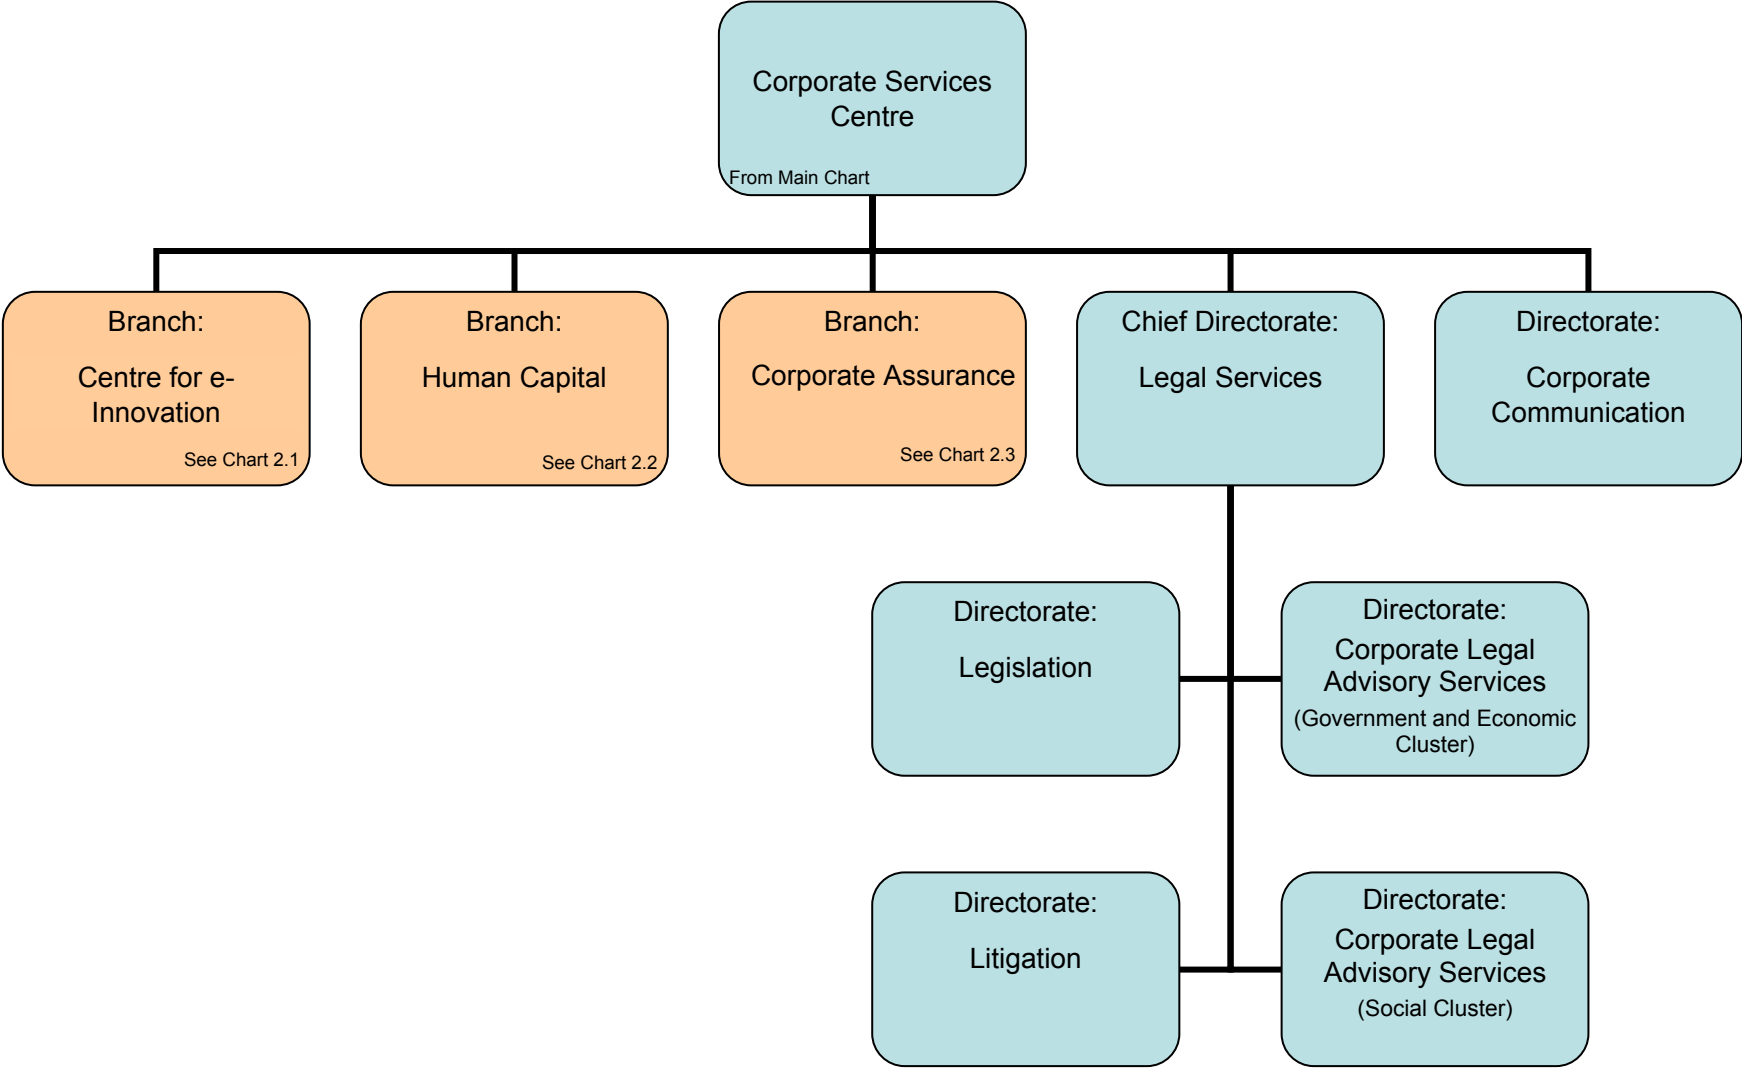 Corporate Services
Centre
From Main Chart
Branch:
Centre for e-
Innovation
See Chart 2.1
Branch:
Human Capital
See Chart 2.2
Branch:
Corporate Assurance
See Chart 2.3
Chief Directorate:
Legal Services
Directorate:
Corporate
Communication
Directorate:
Legislation
Directorate:
Corporate Legal
Advisory Services
(Government and Economic
Cluster)
Directorate:
Litigation
Directorate:
Corporate Legal
Advisory Services
(Social Cluster)